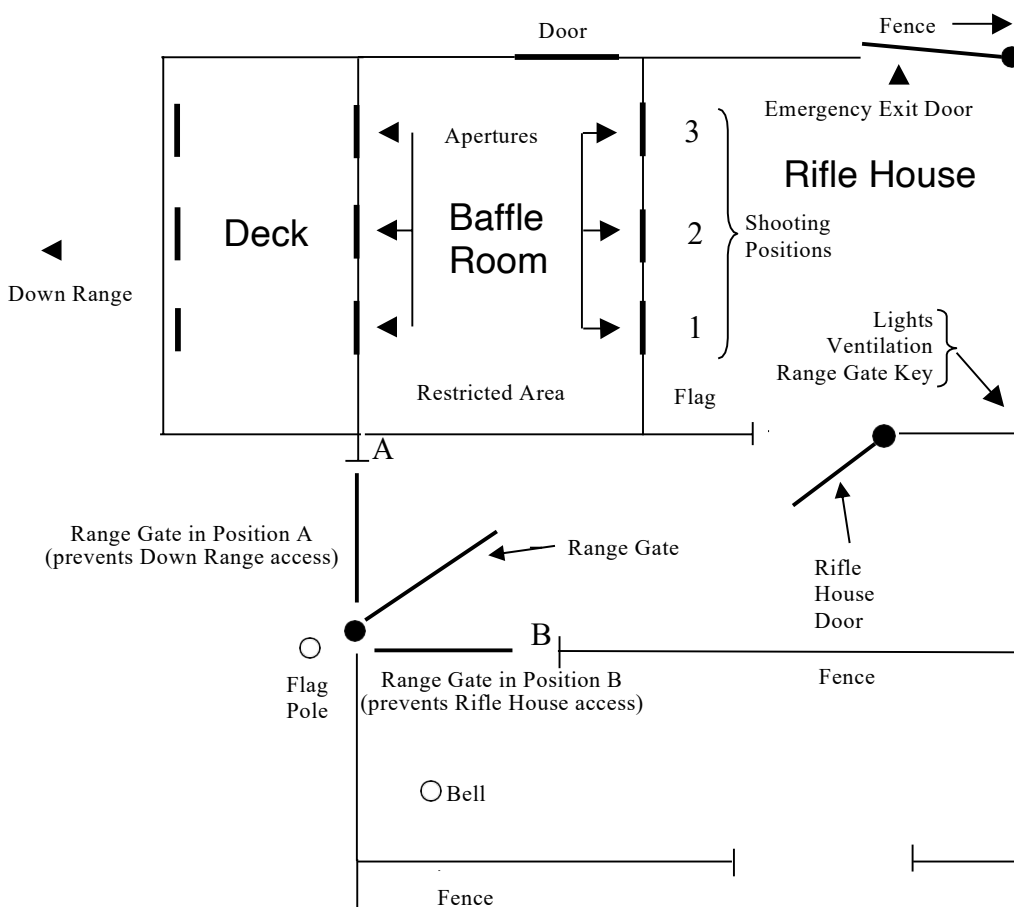 Door
Fence
Emergency Exit Door
Apertures
3
Rifle House
Deck
Baffle
Room
2
Shooting
Positions
Down Range
1
Lights
Ventilation
Range Gate Key
Restricted Area
Flag
A
Range Gate in Position A
(prevents Down Range access)
Range Gate
Rifle
House
Door
B
Flag
Pole
Range Gate in Position B
(prevents Rifle House access)
Fence
Bell
Fence